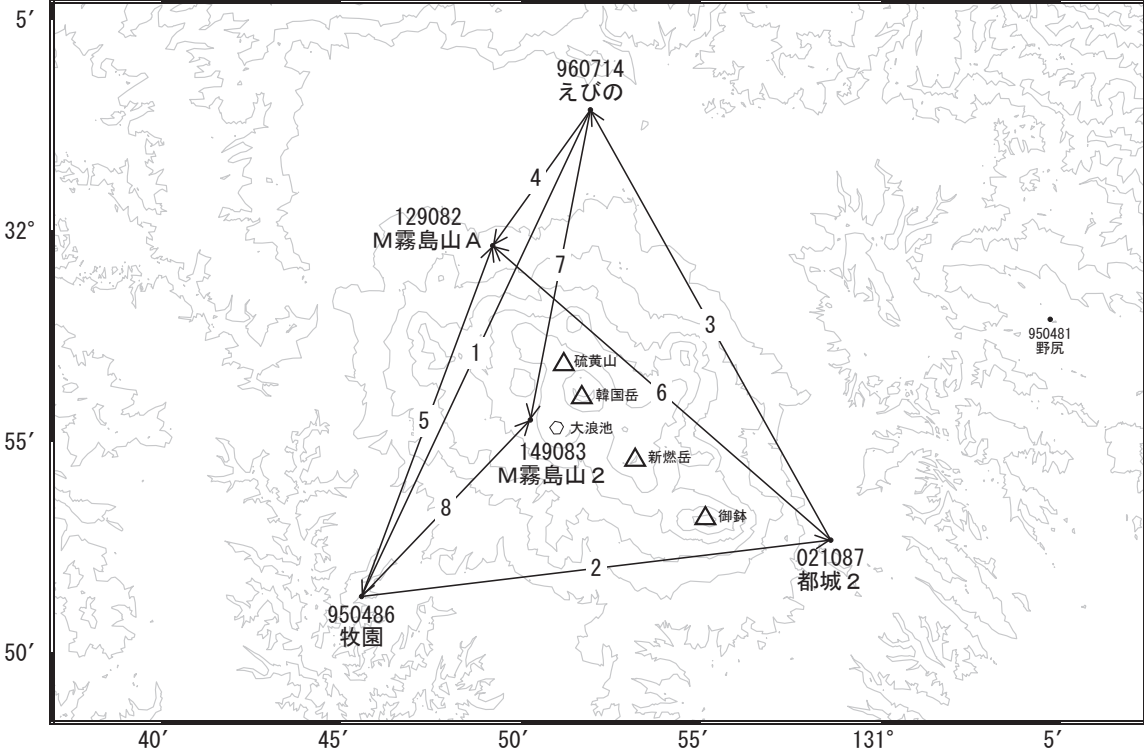 5′
960714
えびの
4
129082
M霧島山A
32°
7
3
950481
野尻
1
硫黄山
韓国岳
6
5
大浪池
55′
149083
M霧島山2
新燃岳
8
御鉢
021087
都城2
2
950486
牧園
50′
40′
45′
50′
55′
131°
5′